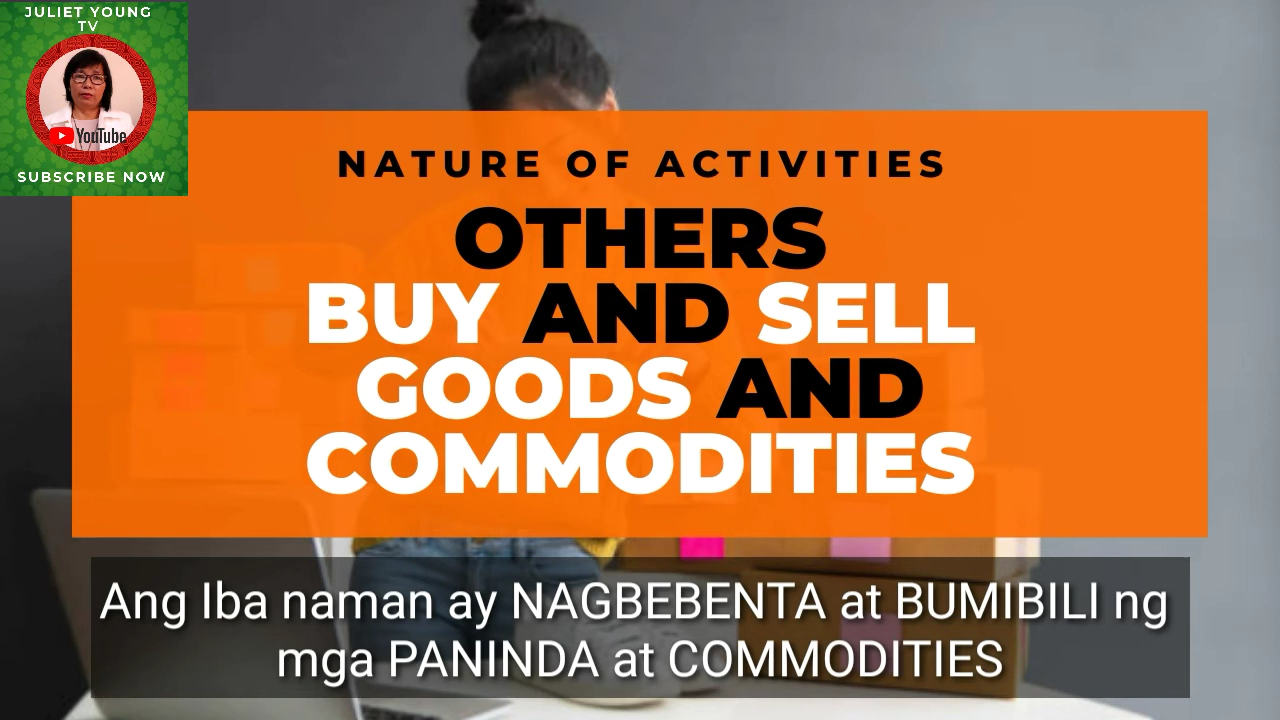 JULIET YOUNG
TV
YouTube
SUBSCRIBE NOW
NATURE OF ACTIVITIES
OTHERS
BUY AND SELL
GOODS AND
COMMODITIES
Ang Iba naman ay NAGBEBENTA at BUMIBILI ng
mga PANINDA at COMMODITIES